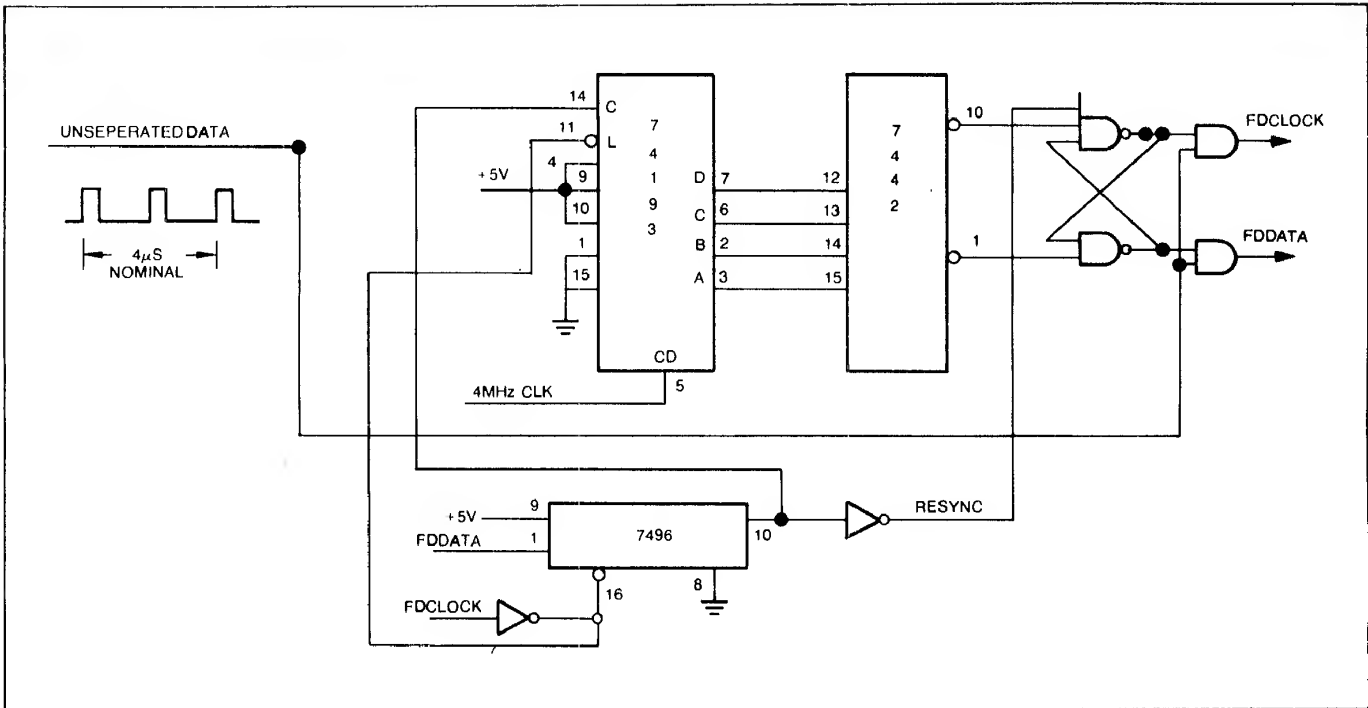 UNSEPERATED DATA
4µS
NOMINAL
14
C
11
L
4
+5V
9
10
1
15
7
4
1
9
3
D
7
C
6
B
2
A
3
CD
5
4MHz CLK
12
13
14
15
7
4
4
2
10
1
FDCLOCK
FDDATA
+5V
9
FDDATA
1
7496
10
16
8
FDCLOCK
RESYNC